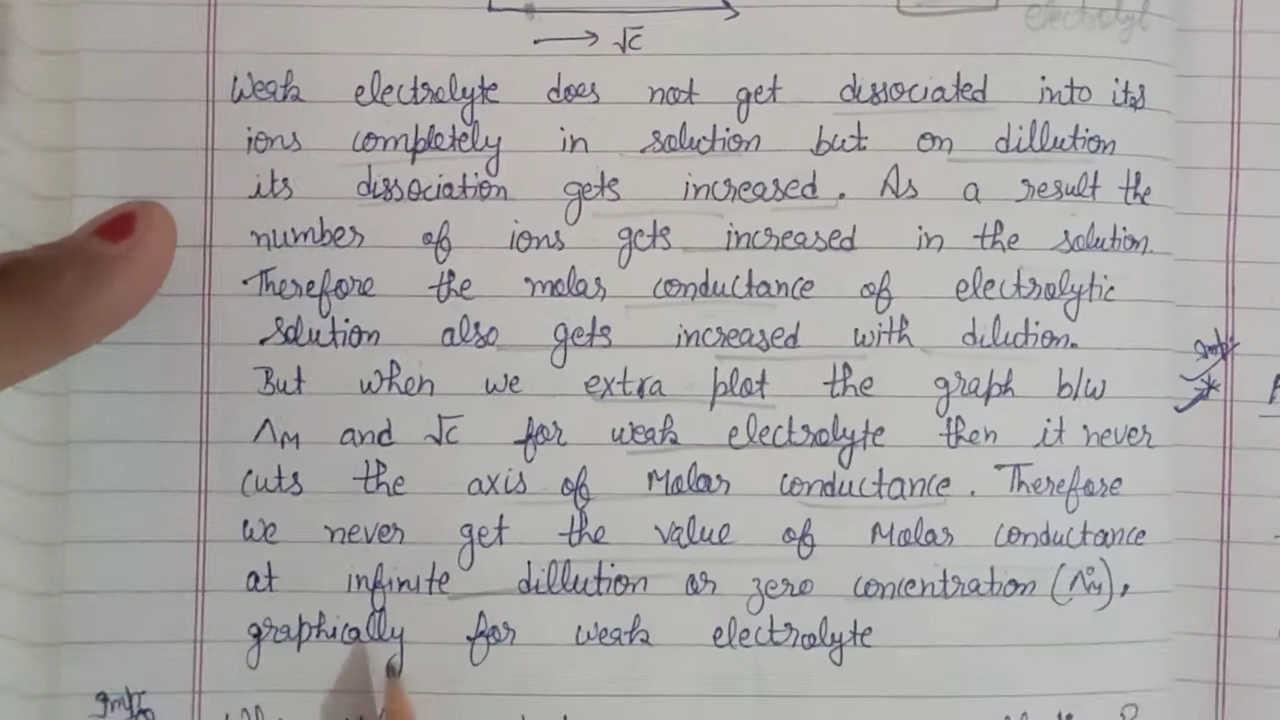 → √c
Weak electrolyte does not get dissociated into its
ions completely in solution but on dillution
its dissociation gets increased. As a result the
number of ions gets increased in the solution.
Therefore the molar conductance of electrolytic
solution also gets increased with dilution.
But when we extra plot the graph b/w
ΛM and √c for weak electrolyte then it never
cuts the axis of Molar conductance. Therefore
we never get the value of Molar conductance
at infinite dillution or zero concentration (Λ°M),
graphically for weak electrolyte